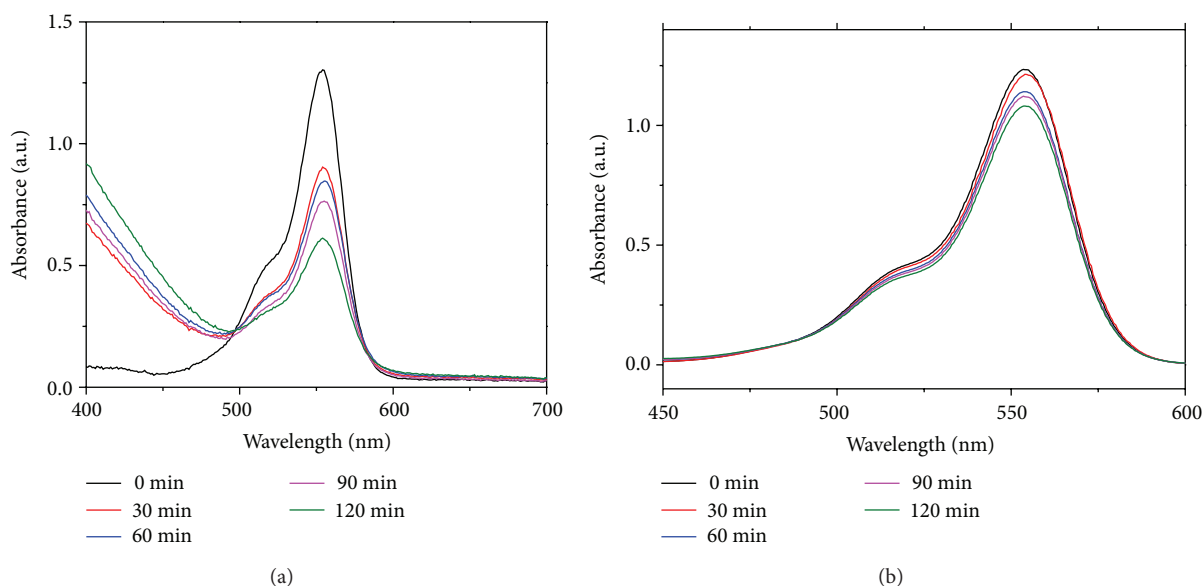 1.5
1.0
0.5
0.0
Absorbance (a.u.)
400 500 600 700
Wavelength (nm)
0 min
30 min
60 min
90 min
120 min
(a)
1.0
0.5
0.0
Absorbance (a.u.)
450 500 550 600
Wavelength (nm)
0 min
30 min
60 min
90 min
120 min
(b)